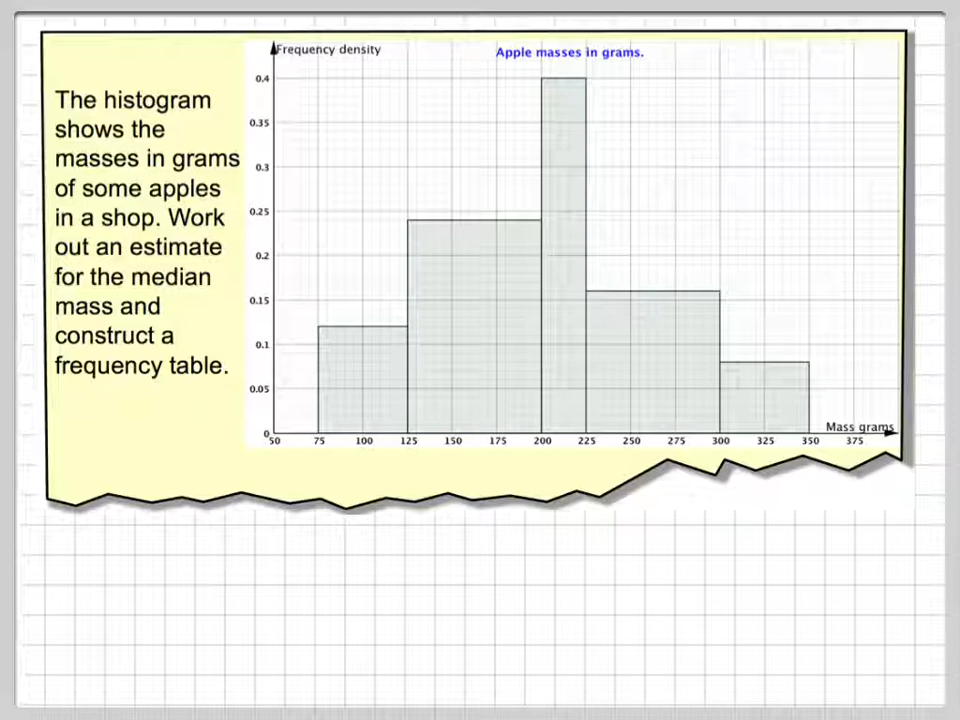 The histogram
shows the
masses in grams
of some apples
in a shop. Work
out an estimate
for the median
mass and
construct a
frequency table.
Frequency density
Apple masses in grams.
0.4
0.35
0.3
0.25
0.2
0.15
0.1
0.05
0
Mass grams
50 75 100 125 150 175 200 225 250 275 300 325 350 375